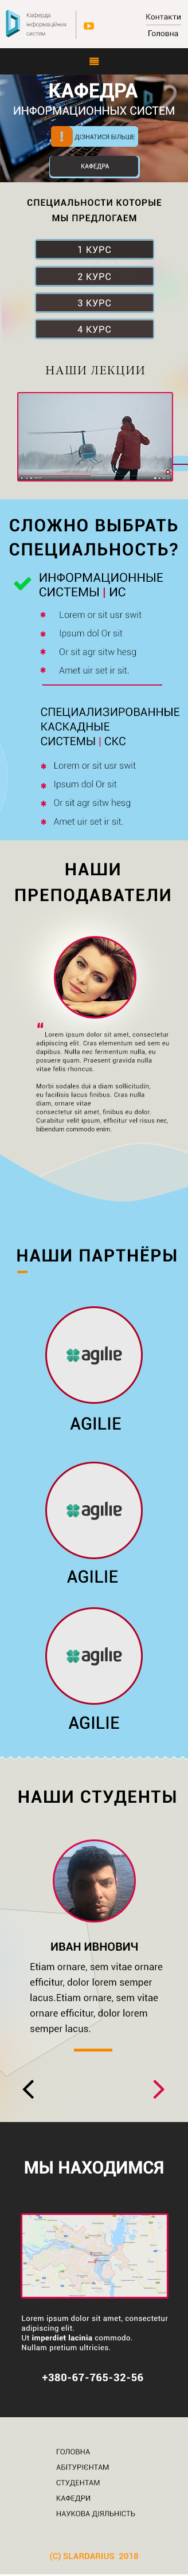 Кафедра
інформаційних
систем
Контакти
Головна
КАФЕДРА
ИНФОРМАЦИОННЫХ СИСТЕМ
ДІЗНАТИСЯ БІЛЬШЕ
КАФЕДРА
СПЕЦИАЛЬНОСТИ КОТОРЫЕ
МЫ ПРЕДЛОГАЕМ
1 КУРС
2 КУРС
3 КУРС
4 КУРС
НАШИ ЛЕКЦИИ
СЛОЖНО ВЫБРАТЬ
СПЕЦИАЛЬНОСТЬ?
ИНФОРМАЦИОННЫЕ
СИСТЕМЫ | ИС
Lorem or sit usr swit
Ipsum dol Or sit
Or sit agr sitw hesg
Amet uir set ir sit.
СПЕЦИАЛИЗИРОВАННЫЕ
КАСКАДНЫЕ
СИСТЕМЫ | СКС
Lorem or sit usr swit
Ipsum dol Or sit
Or sit agr sitw hesg
Amet uir set ir sit.
НАШИ
ПРЕПОДАВАТЕЛИ
Lorem ipsum dolor sit amet, consectetur
adipiscing elit. Cras elementum sed sem eu
dapibus. Nulla nec fermentum nulla, eu
posuere quam. Praesent gravida nulla
vitae felis rhoncus.
Morbi sodales dui a diam sollicitudin,
eu facilisis lacus finibus. Cras nulla
diam, ornare vitae
consectetur sit amet, finibus eu dolor.
Curabitur velit ipsum, efficitur vel risus nec,
bibendum commodo enim.
НАШИ ПАРТНЁРЫ
agilie
AGILIE
agilie
AGILIE
agilie
AGILIE
НАШИ СТУДЕНТЫ
ИВАН ИВНОВИЧ
Etiam ornare, sem vitae ornare
efficitur, dolor lorem semper
lacus.Etiam ornare, sem vitae
ornare efficitur, dolor lorem
semper lacus.
МЫ НАХОДИМСЯ
Lorem ipsum dolor sit amet, consectetur
adipiscing elit.
Ut imperdiet lacinia commodo.
Nullam pretium ultricies.
+380-67-765-32-56
ГОЛОВНА
АБІТУРІЄНТАМ
СТУДЕНТАМ
КАФЕДРИ
НАУКОВА ДІЯЛЬНІСТЬ
(C) SLARDARIUS 2018